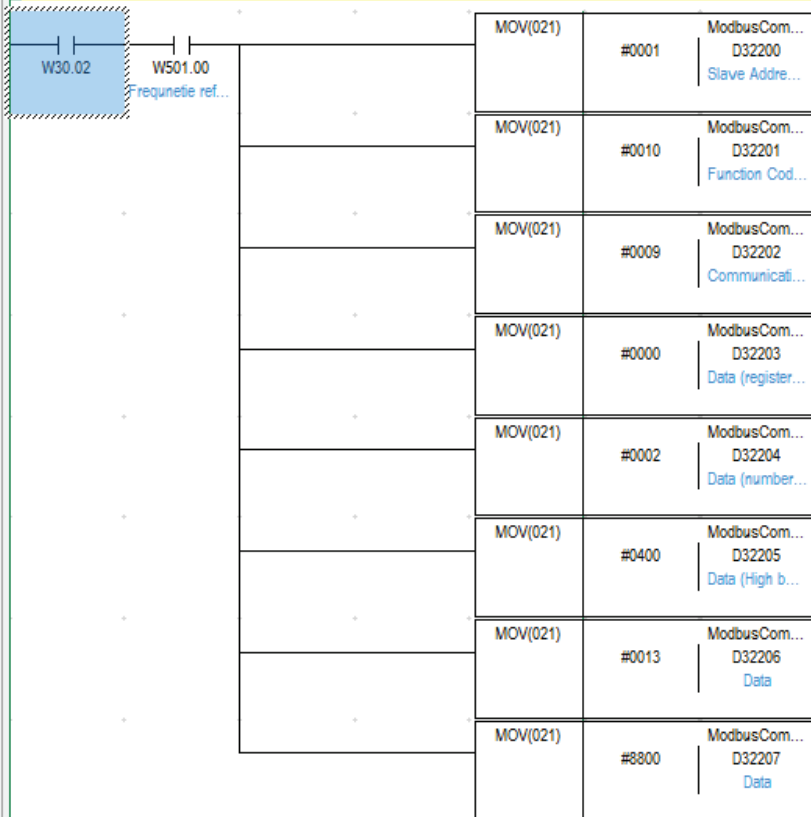 MOV(021) ModbusCom...
#0001 D32200
W30.02 W501.00 Slave Addre...
Frequnetie ref...
MOV(021) ModbusCom...
#0010 D32201
Function Cod...
MOV(021) ModbusCom...
#0009 D32202
Communicati...
MOV(021) ModbusCom...
#0000 D32203
Data (register...
MOV(021) ModbusCom...
#0002 D32204
Data (number...
MOV(021) ModbusCom...
#0400 D32205
Data (High b...
MOV(021) ModbusCom...
#0013 D32206
Data
MOV(021) ModbusCom...
#8800 D32207
Data